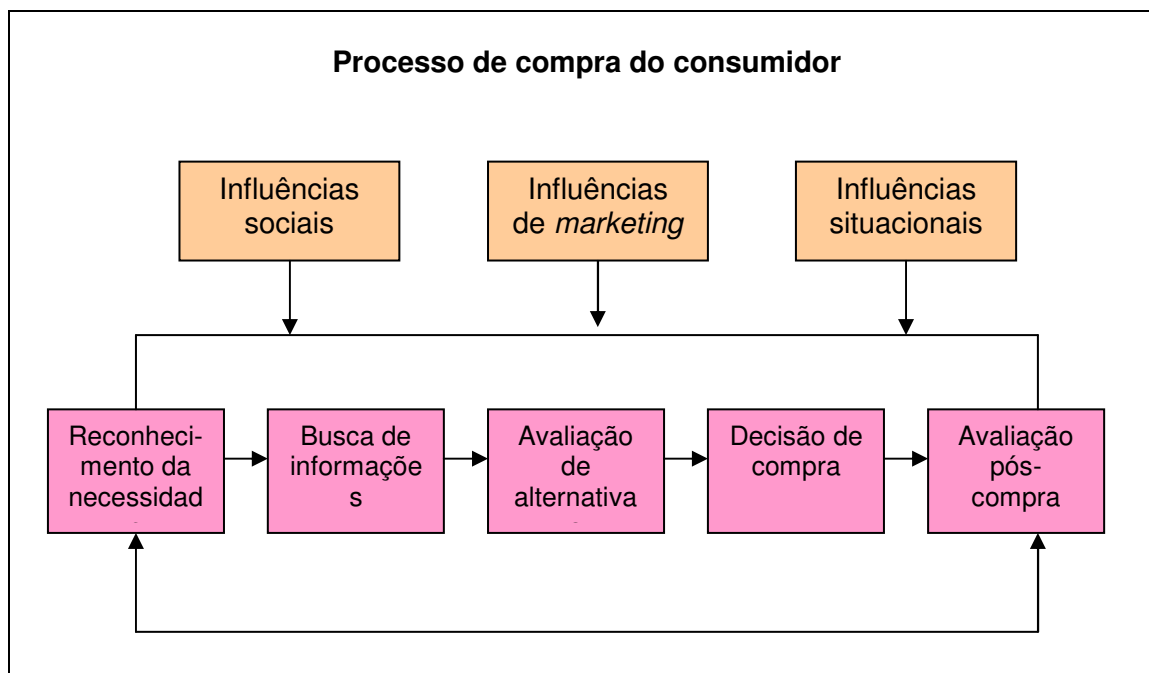 Processo de compra do consumidor
Influências
sociais
Influências
de marketing
Influências
situacionais
Reconheci-
mento da
necessidad
Busca de
informaçõe
s
Avaliação
de
alternativa
Decisão de
compra
Avaliação
pós-
compra